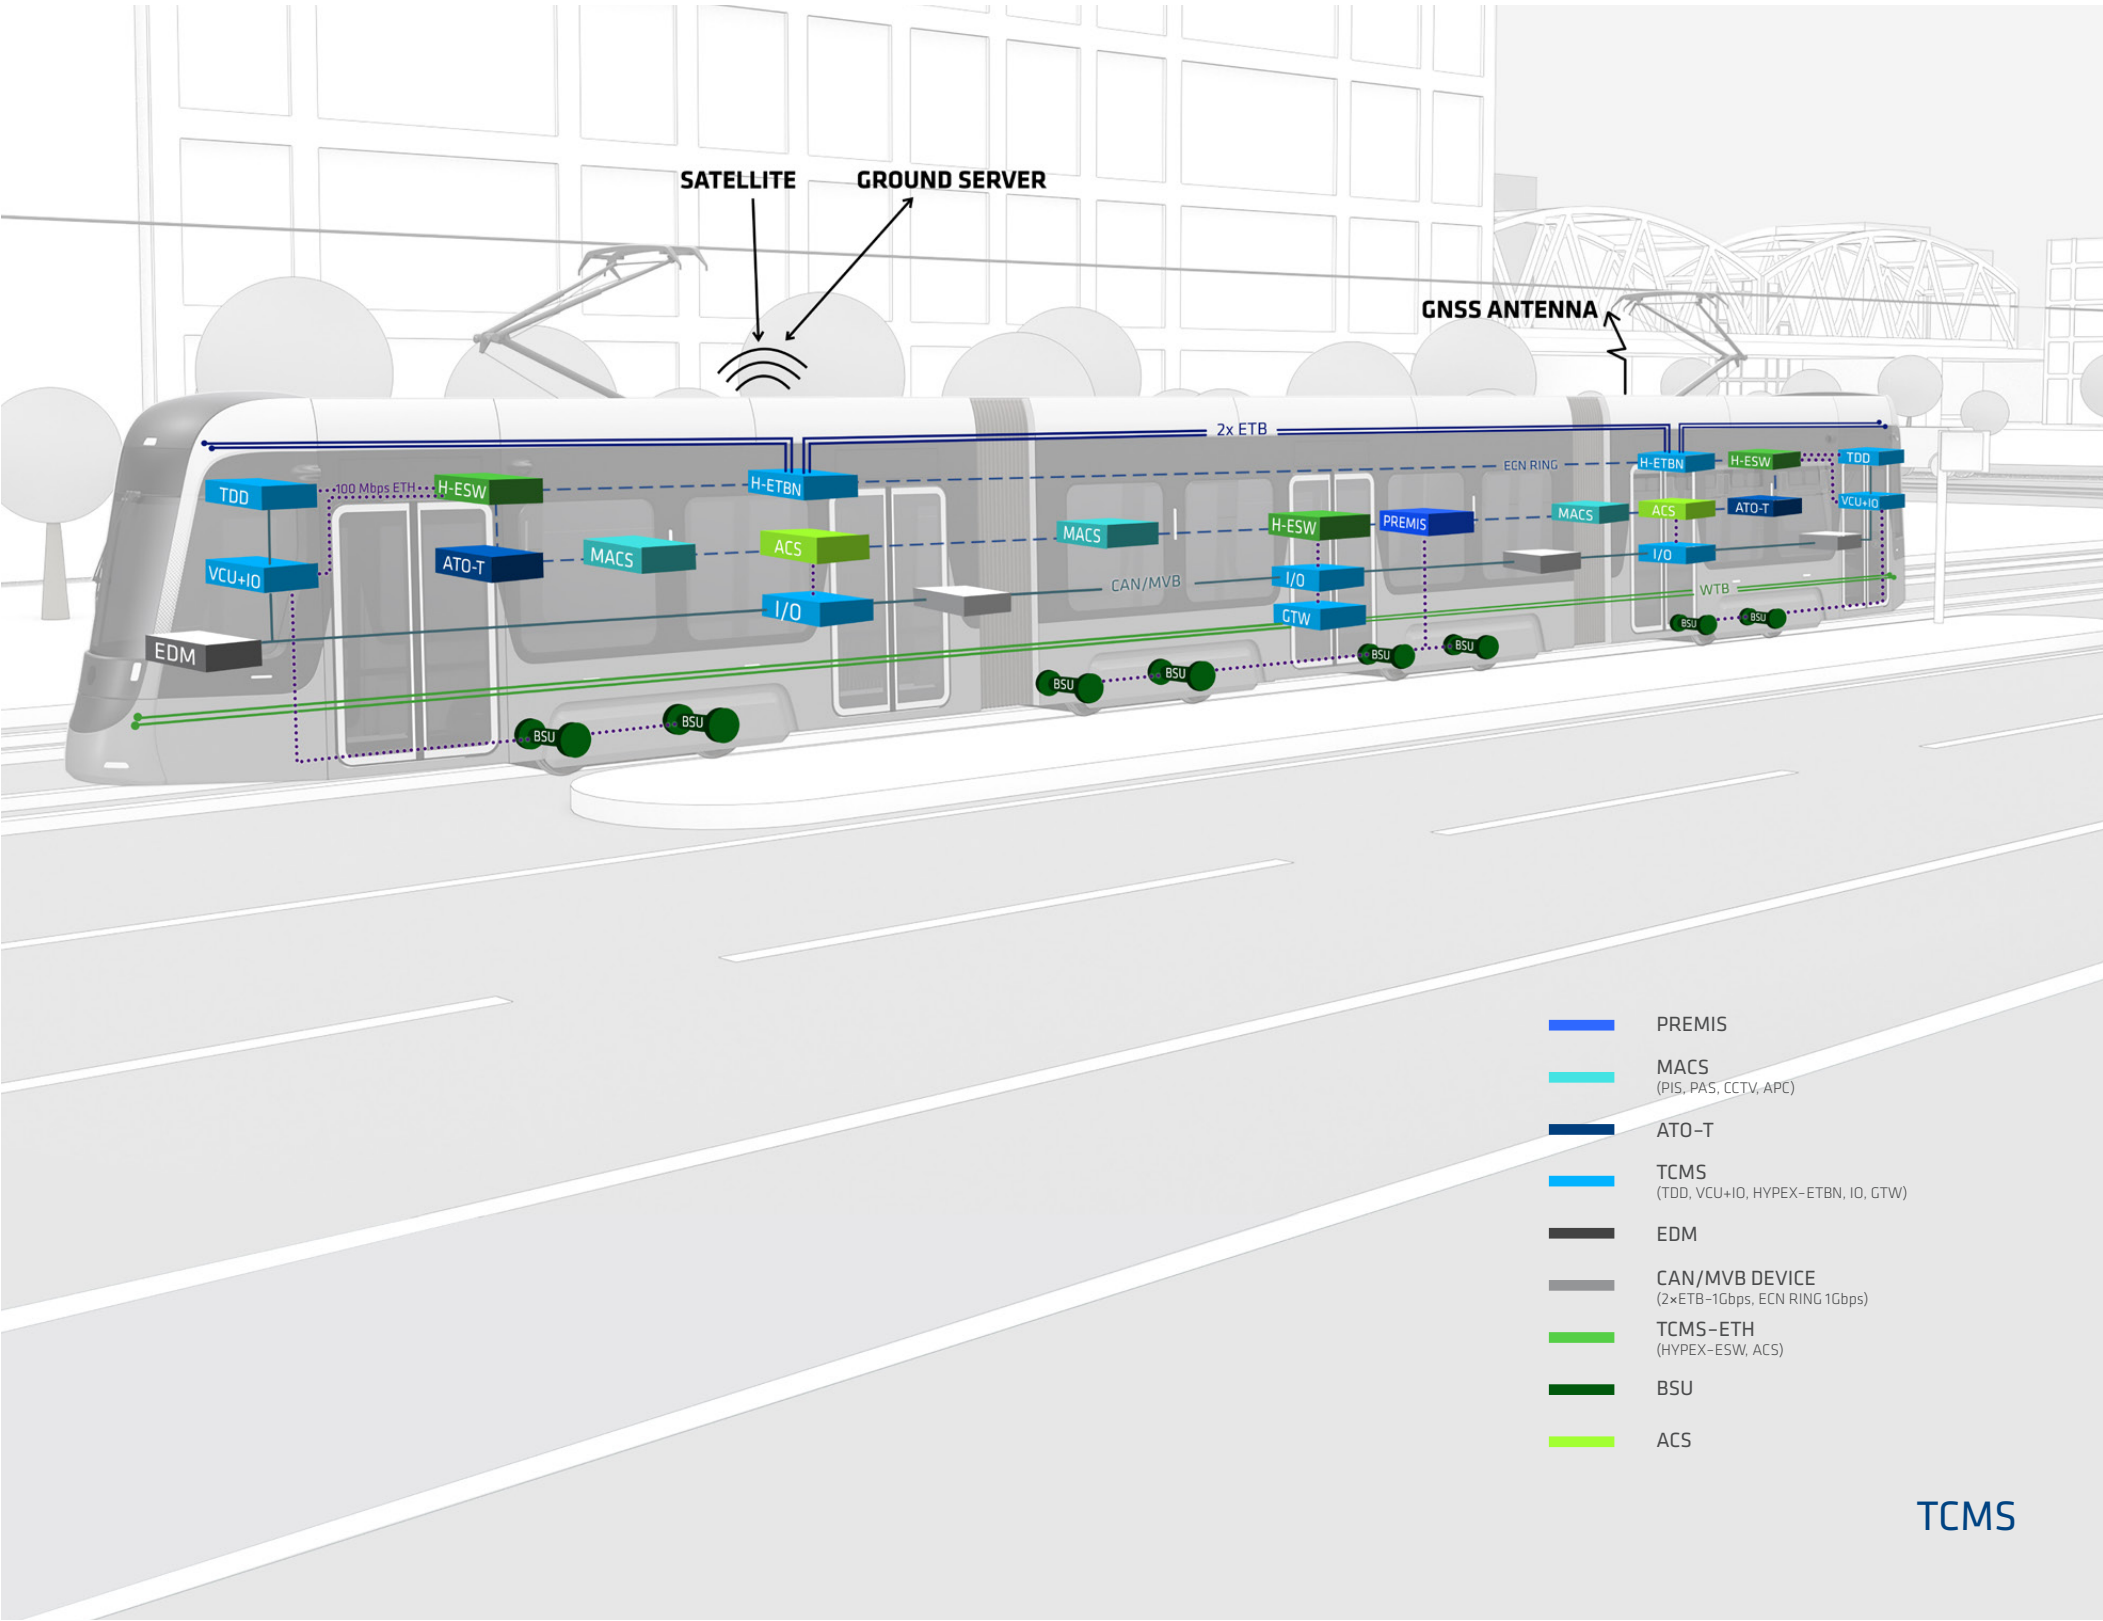 SATELLITE
GROUND SERVER
GNSS ANTENNA
2x ETB
ECN RING
H-ETBN
H-ESW
TDD
TDD
100 Mbps ETH
H-ESW
H-ETBN
MACS
ACS
ATO-T
VCU+IO
VCU+IO
ATO-T
MACS
ACS
MACS
H-ESW
PREMIS
I/O
CAN/MVB
I/O
I/O
GTW
WTB
EDM
BSU
BSU
BSU
BSU
BSU
BSU
BSU
BSU
PREMIS
MACS
(PIS, PAS, CCTV, APC)
ATO-T
TCMS
(TDD, VCU+IO, HYPEX-ETBN, IO, GTW)
EDM
CAN/MVB DEVICE
(2×ETB-1Gbps, ECN RING 1Gbps)
TCMS-ETH
(HYPEX-ESW, ACS)
BSU
ACS
TCMS